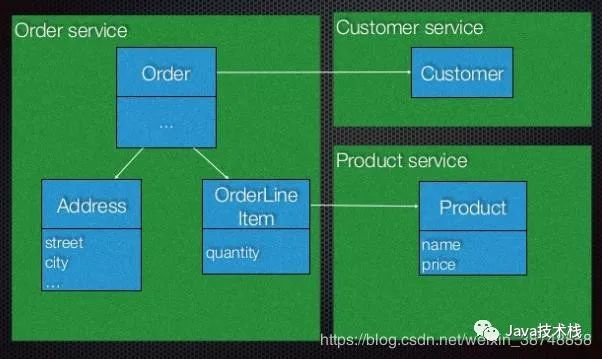 Order service
Order
...
Address
street
city
...
OrderLine
Item
quantity
Customer service
Customer
Product service
Product
name
price
Java技术栈
https://blog.csdn.net/weixin_38748838